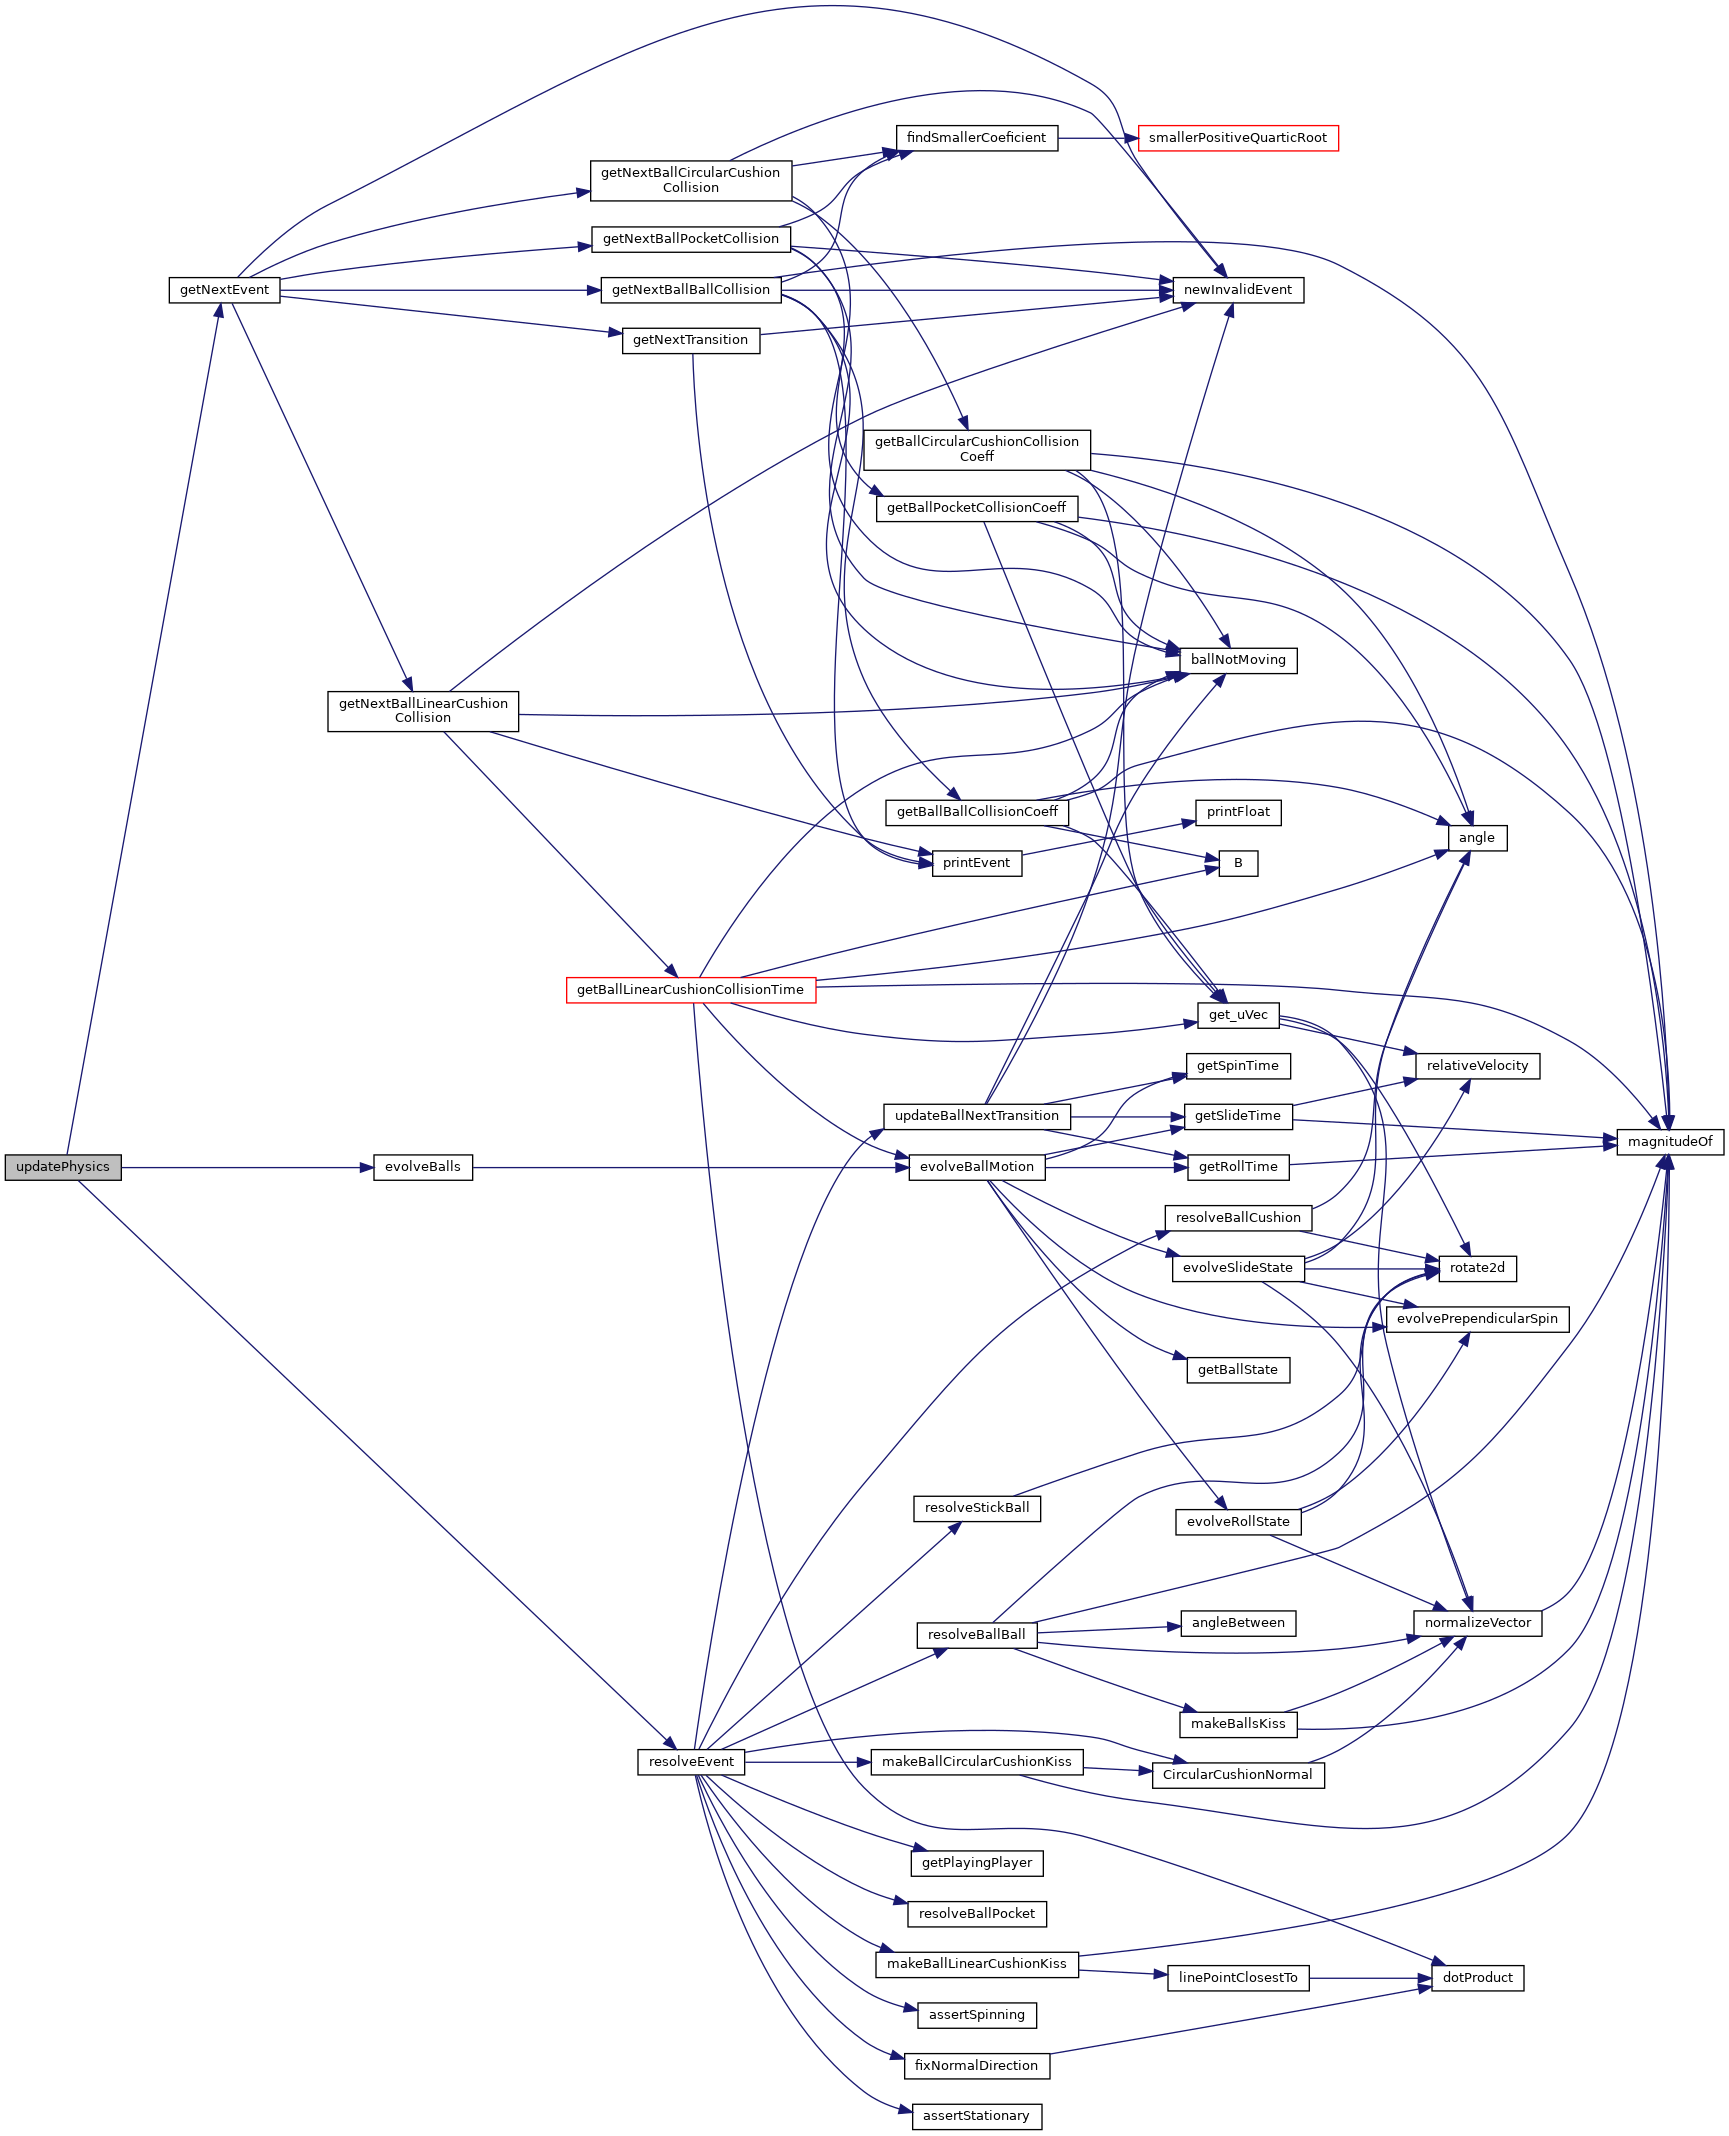 findSmallerCoeficient
smallerPositiveQuarticRoot
getNextBallCircularCushion
Collision
getNextBallPocketCollision
getNextEvent
getNextBallBallCollision
newInvalidEvent
getNextTransition
getBallCircularCushionCollision
Coeff
getBallPocketCollisionCoeff
ballNotMoving
getNextBallLinearCushion
Collision
getBallBallCollisionCoeff
printFloat
angle
printEvent
B
getBallLinearCushionCollisionTime
get_uVec
getSpinTime
relativeVelocity
updateBallNextTransition
getSlideTime
magnitudeOf
updatePhysics
evolveBalls
evolveBallMotion
getRollTime
resolveBallCushion
evolveSlideState
rotate2d
evolvePrependicularSpin
getBallState
resolveStickBall
evolveRollState
resolveBallBall
angleBetween
normalizeVector
makeBallsKiss
resolveEvent
makeBallCircularCushionKiss
CircularCushionNormal
getPlayingPlayer
resolveBallPocket
makeBallLinearCushionKiss
linePointClosestTo
dotProduct
assertSpinning
fixNormalDirection
assertStationary